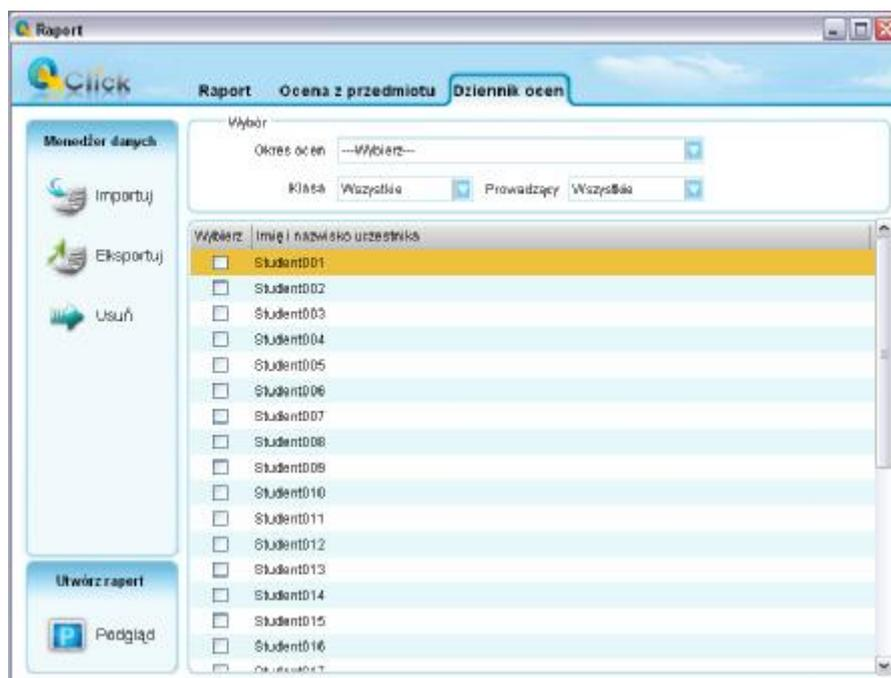 Raport
QClick
Raport Ocena z przedmiotu Dziennik ocen
Menedżer danych
Importuj
Eksportuj
Usuń
Utwórz raport
Podgląd
Wybór
Okres ocen ---Wybierz---
Klasa Wszystkie Prowadzący Wszystkie
Wybierz Imię i nazwisko uczestnika
Student001
Student002
Student003
Student004
Student005
Student006
Student007
Student008
Student009
Student010
Student011
Student012
Student013
Student014
Student015
Student016